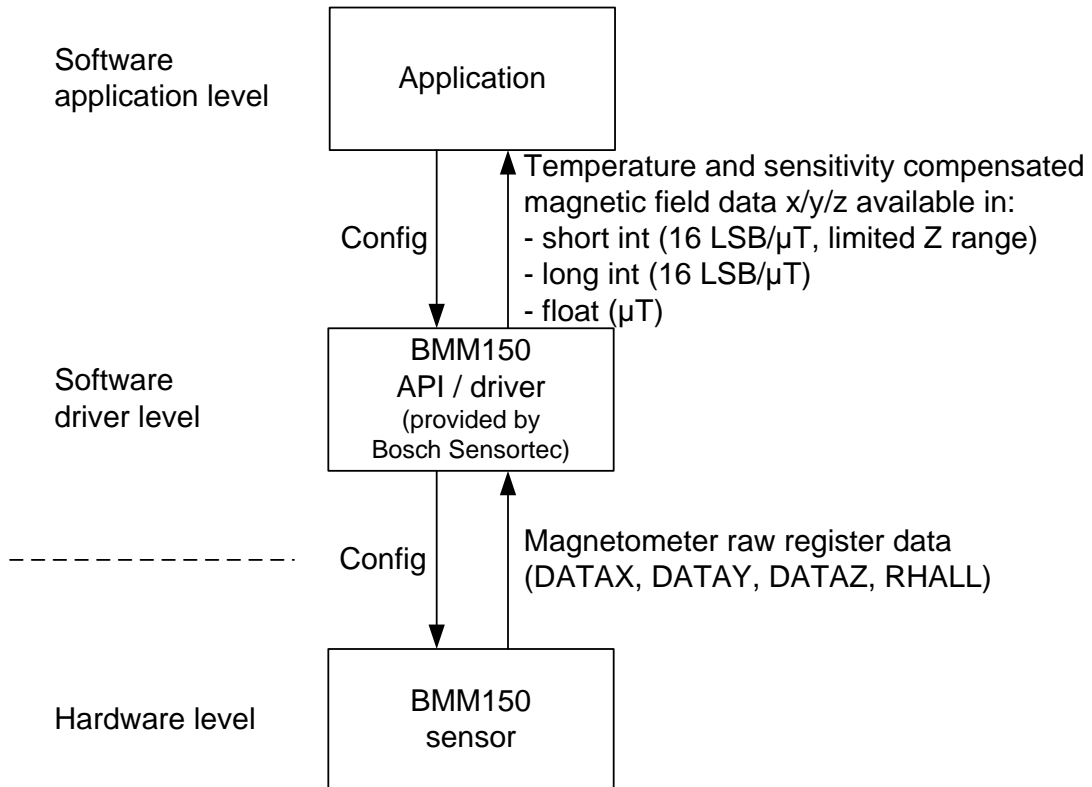 Software
application level
Application
Temperature and sensitivity compensated
magnetic field data x/y/z available in:
- short int (16 LSB/µT, limited Z range)
- long int (16 LSB/µT)
- float (µT)
Config
Software
driver level
BMM150
API / driver
(provided by
Bosch Sensortec)
Config
Magnetometer raw register data
(DATAX, DATAY, DATAZ, RHALL)
Hardware level
BMM150
sensor